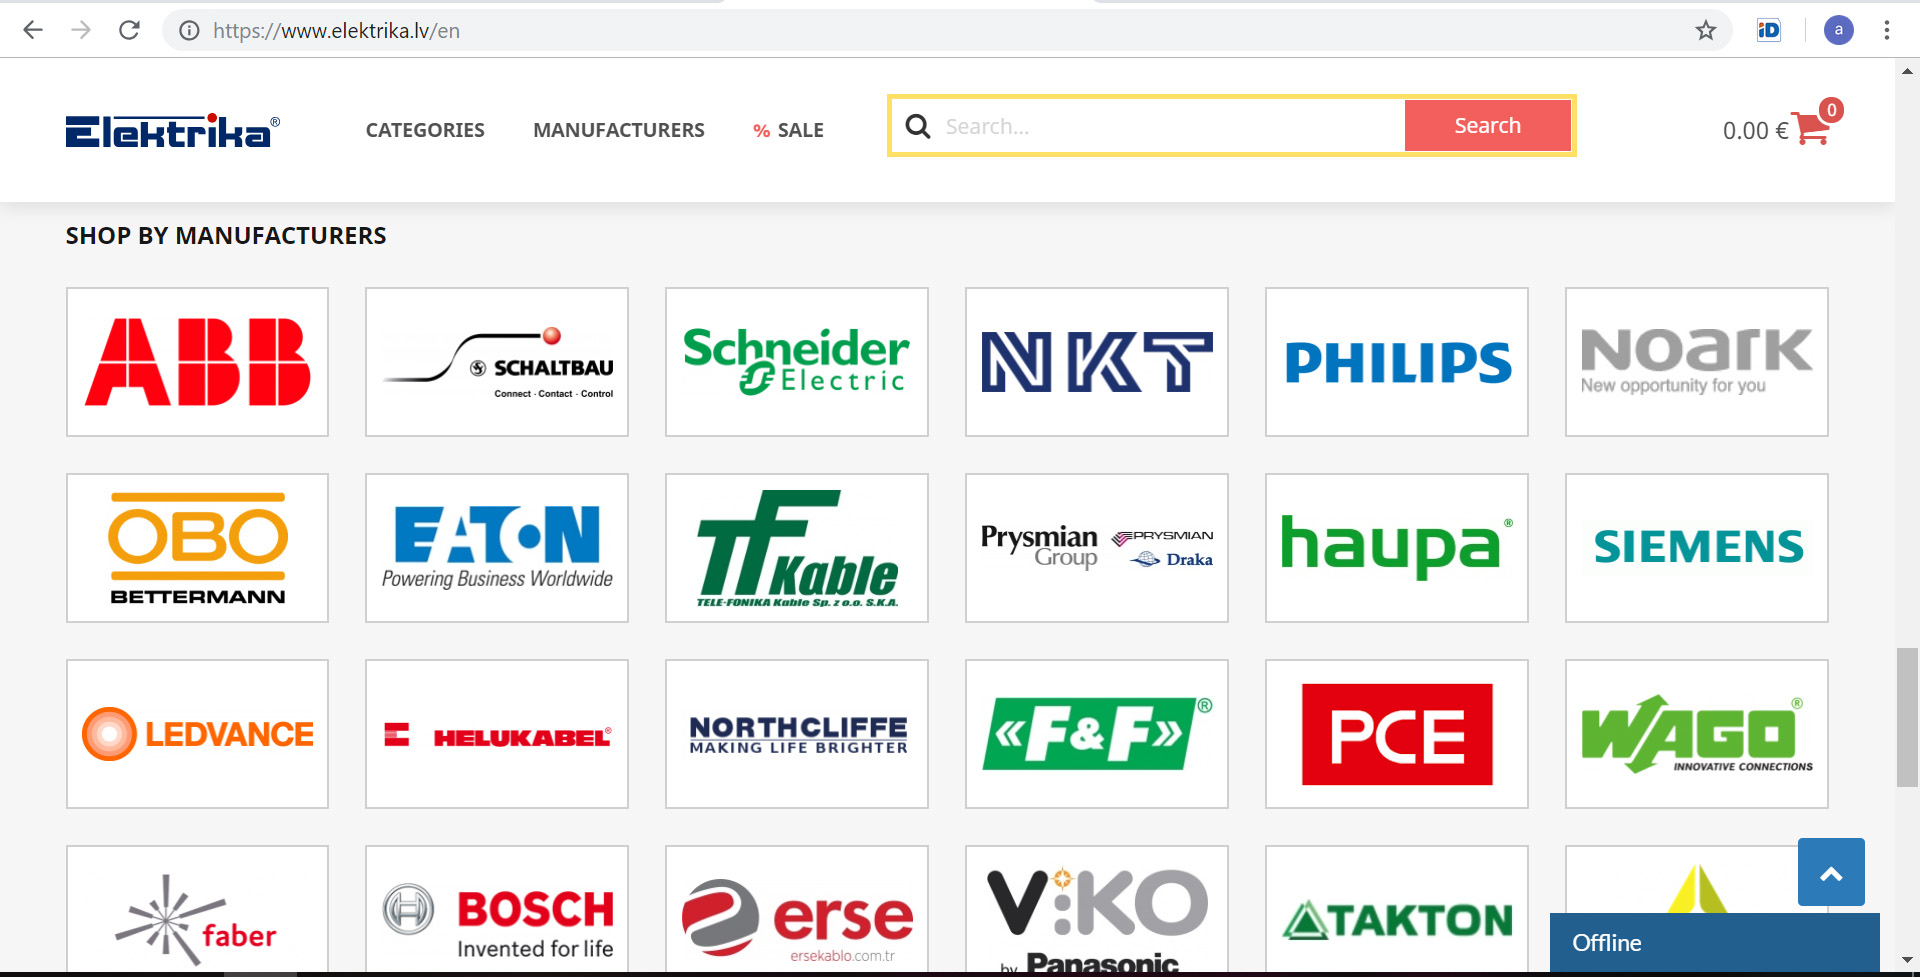 https://www.elektrika.lv/en
a
Elektrika®
CATEGORIES
MANUFACTURERS
% SALE
Search...
Search
0.00 €
0
SHOP BY MANUFACTURERS
ABB
SCHALTBAU
Connect · Contact · Control
Schneider
Electric
NKT
PHILIPS
NOARK
New opportunity for you
OBO
BETTERMANN
EATON
Powering Business Worldwide
TF Kable
TELE-FONIKA Kable Sp. z o.o. S.K.A.
Prysmian
Group
PRYSMIAN
Draka
haupa®
SIEMENS
LEDVANCE
HELUKABEL®
NORTHCLIFFE
MAKING LIFE BRIGHTER
«F&F»®
PCE
WAGO®
INNOVATIVE CONNECTIONS
faber
BOSCH
Invented for life
erse
ersekablo.com.tr
ViKO
by Panasonic
TAKTON
Offline
iD